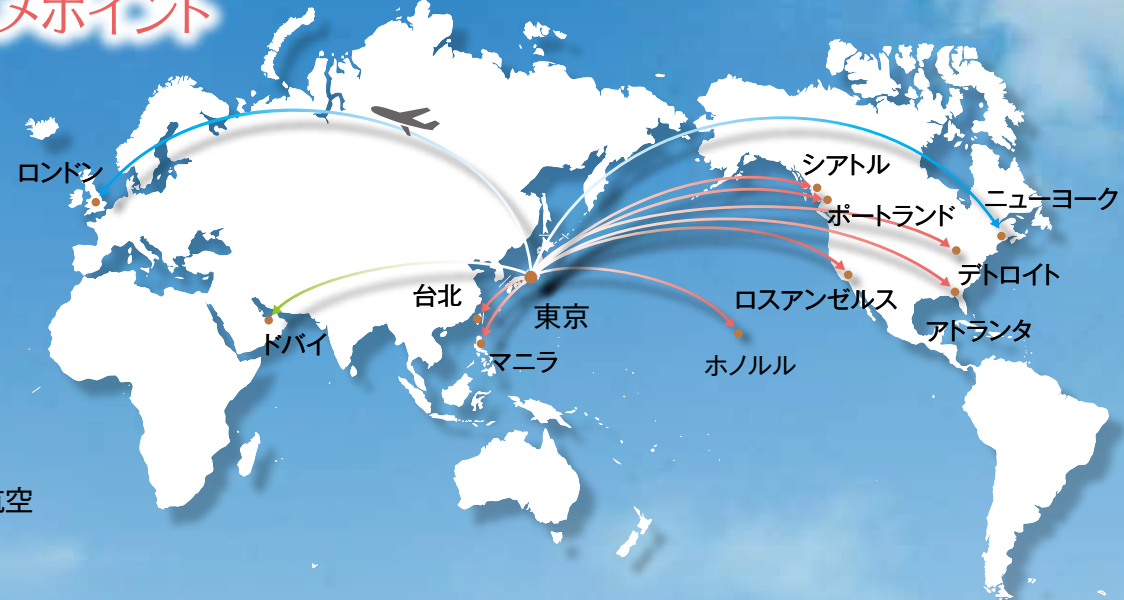 メポイント
ロンドン
シアトル
ニューヨーク
ポートランド
デトロイト
台北
東京
ロスアンゼルス
アトランタ
ドバイ
マニラ
ホノルル
空